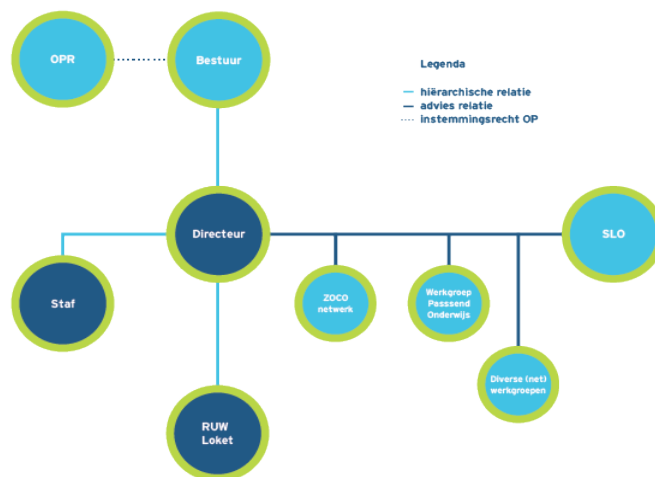 OPR
Bestuur
Legenda
hiërarchische relatie
advies relatie
instemmingsrecht OP
Directeur
SLO
Staf
ZOCO
netwerk
Werkgroep
Passsend
Onderwijs
Diverse (net)
werkgroepen
RUW
Loket